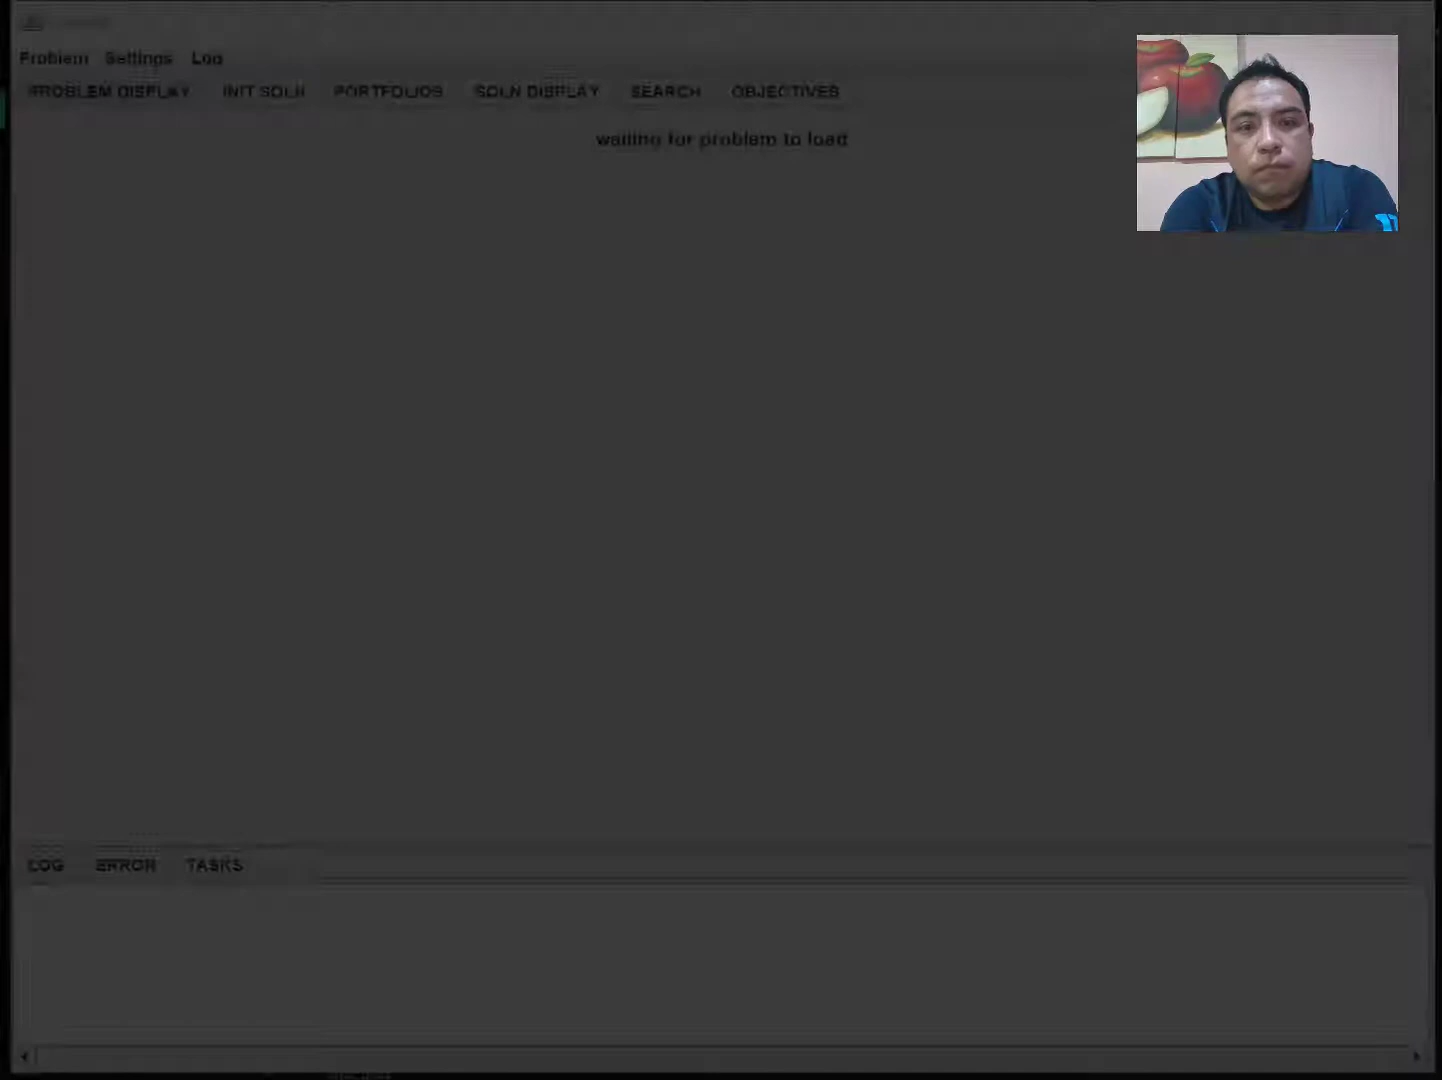 Problem Settings Log
PROBLEM DISPLAY INIT SOLN PORTFOLIOS SOLN DISPLAY SEARCH OBJECTIVES
waiting for problem to load
LOG ERROR TASKS